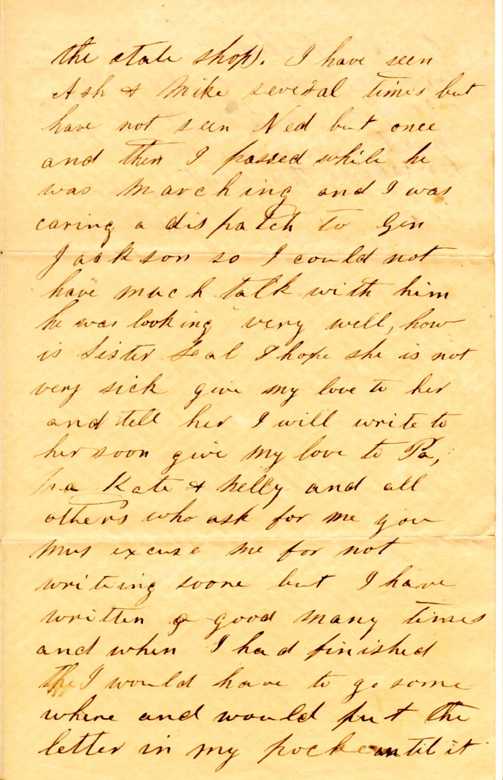 the state shop). I have seen
Ash & Mike several times but
have not seen Ned but once
and then I passed while he
was marching and I was
caring a dispatch to Gen
Jackson so I could not
have much talk with him
he was looking very well, how
is Sister Seal I hope she is not
very sick give my love to her
and tell her I will write to
her soon give my love to Pa,
Kate & Nelly and all
others who ask for me you
mus excuse me for not
writeing soone but I have
written a good many times
and when I had finished
I would have to go some
where and would put the
letter in my pocke until it